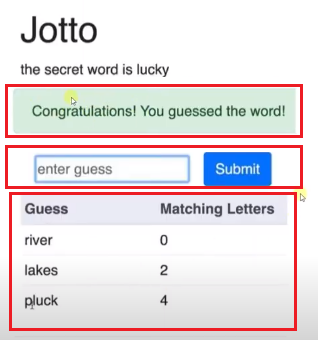 Jotto
the secret word is lucky
Congratulations! You guessed the word!
enter guess Submit
Guess Matching Letters
river 0
lakes 2
pluck 4